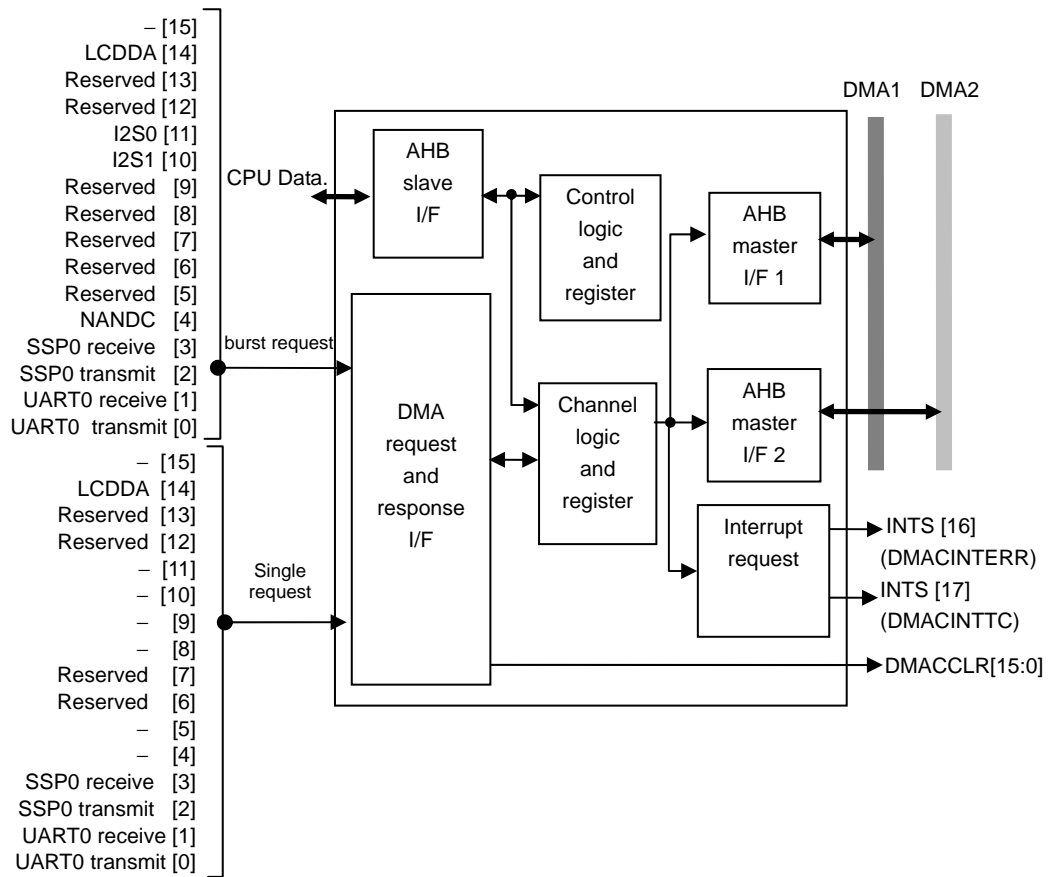 – [15]
LCDDA [14]
Reserved [13]
Reserved [12]
I2S0 [11]
I2S1 [10]
Reserved [9]
Reserved [8]
Reserved [7]
Reserved [6]
Reserved [5]
NANDC [4]
SSP0 receive [3]
SSP0 transmit [2]
UART0 receive [1]
UART0 transmit [0]
burst request
– [15]
LCDDA [14]
Reserved [13]
Reserved [12]
– [11]
– [10]
– [9]
– [8]
Reserved [7]
Reserved [6]
– [5]
– [4]
SSP0 receive [3]
SSP0 transmit [2]
UART0 receive [1]
UART0 transmit [0]
Single
request
CPU Data.
AHB
slave
I/F
DMA
request
and
response
I/F
Control
logic
and
register
Channel
logic
and
register
AHB
master
I/F 1
AHB
master
I/F 2
Interrupt
request
DMA1
DMA2
INTS [16]
(DMACINTERR)
INTS [17]
(DMACINTTC)
DMACCLR[15:0]